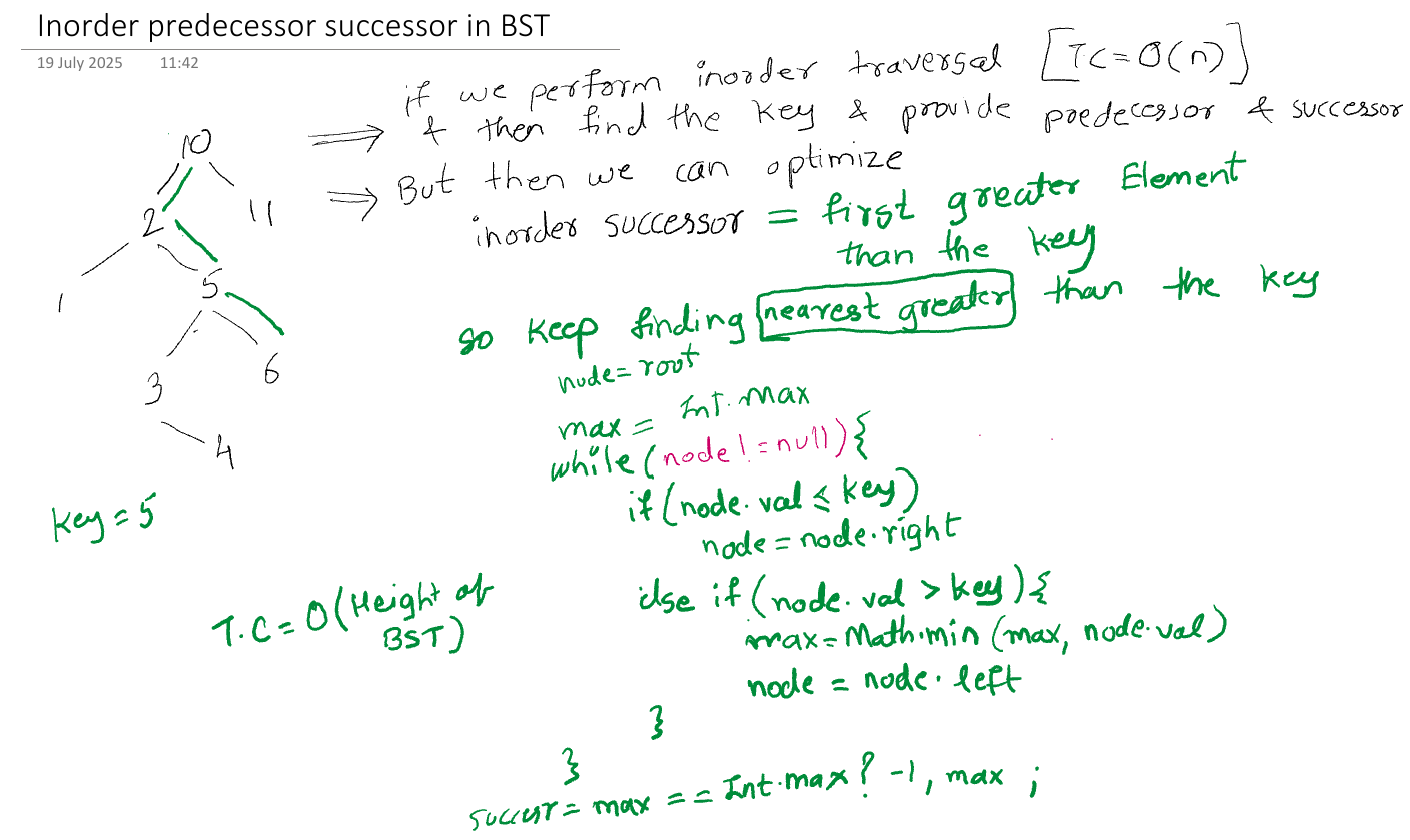 Inorder predecessor successor in BST
19 July 2025 11:42
⟹ if we perform inorder traversal [T.C = O(n)]
& then find the key & provide predecessor & successor
⟹ But then we can optimize
inorder successor = first greater Element
than the key
so keep finding nearest greater than the key
10
2 11
1 5
3 6
4
key = 5
T.C = O(Height of
BST)
node = root
max = Int.max
while (node != null) {
if (node.val ≤ key)
node = node.right
else if (node.val > key) {
max = Math.min (max, node.val)
node = node.left
}
}
succesr = max == Int.max ? -1, max ;